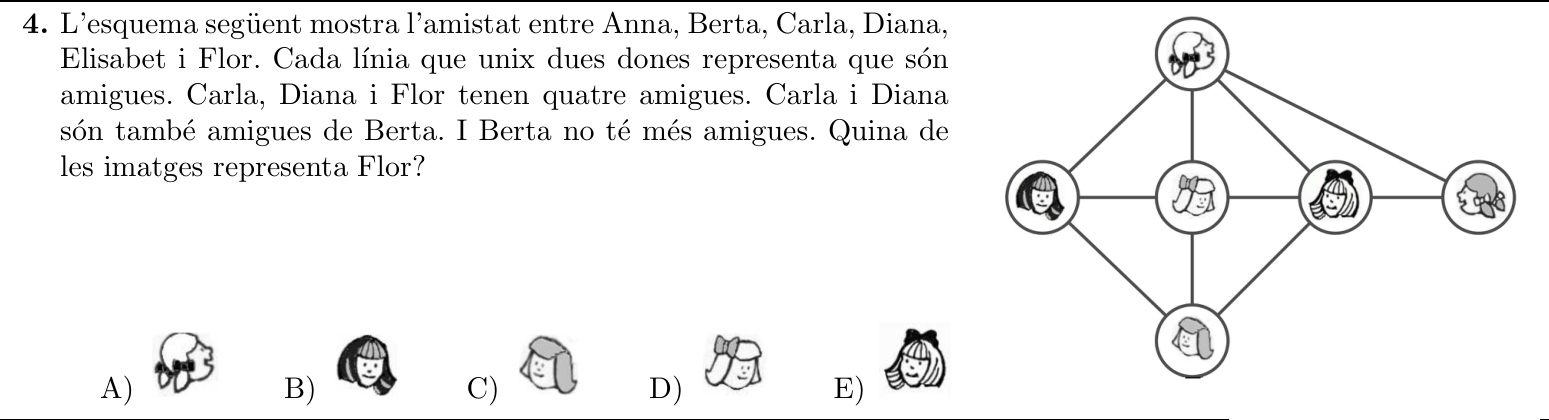 4. L'esquema següent mostra l'amistat entre Anna, Berta, Carla, Diana,
Elisabet i Flor. Cada línia que unix dues dones representa que són
amigues. Carla, Diana i Flor tenen quatre amigues. Carla i Diana
són també amigues de Berta. I Berta no té més amigues. Quina de
les imatges representa Flor?
A) B) C) D) E)